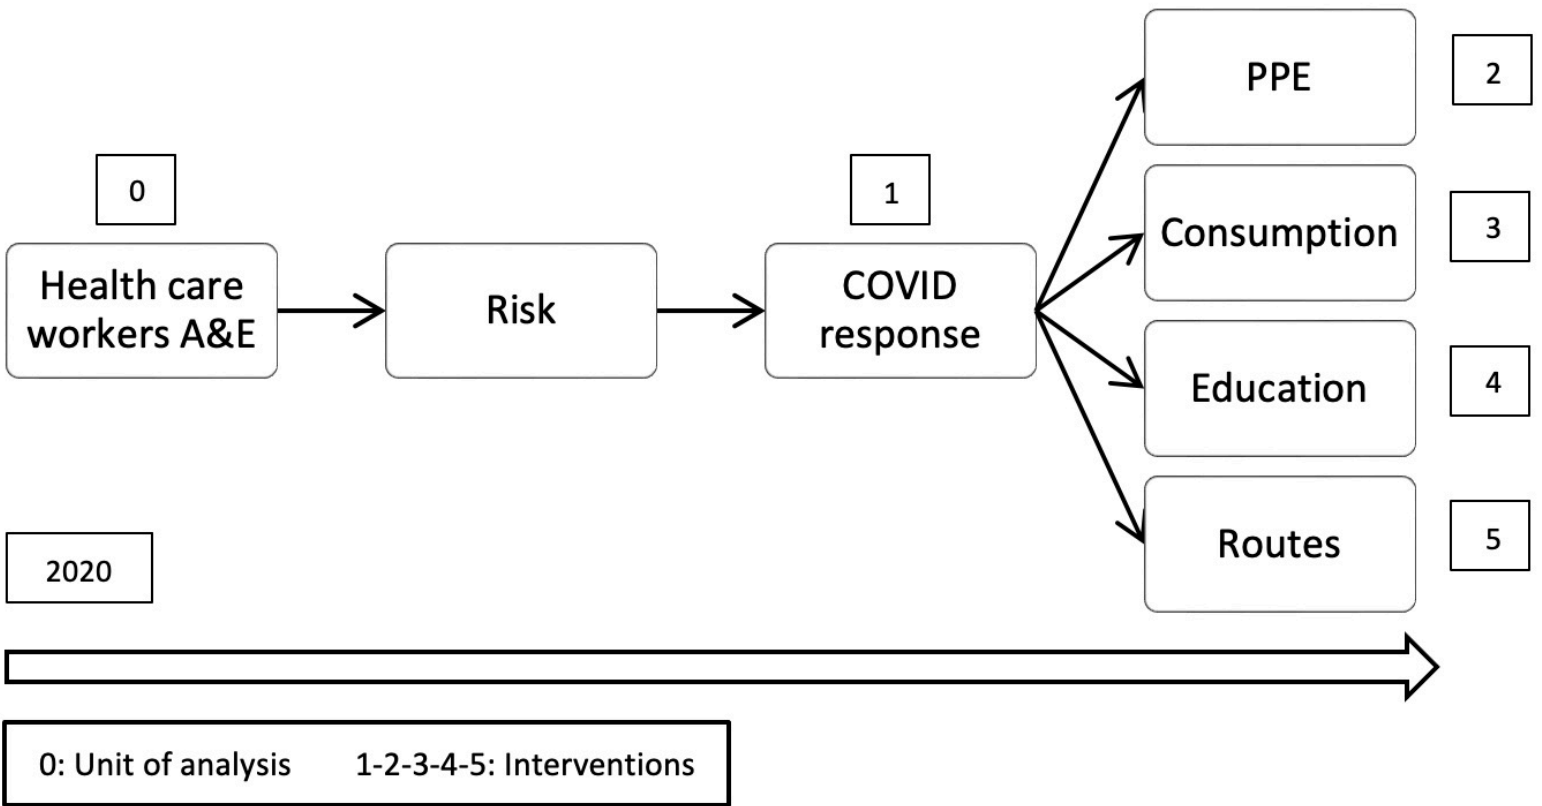 PPE
2
0
1
Consumption
3
Health care
workers A&E
Risk
COVID
response
Education
4
Routes
5
2020
0: Unit of analysis 1-2-3-4-5: Interventions